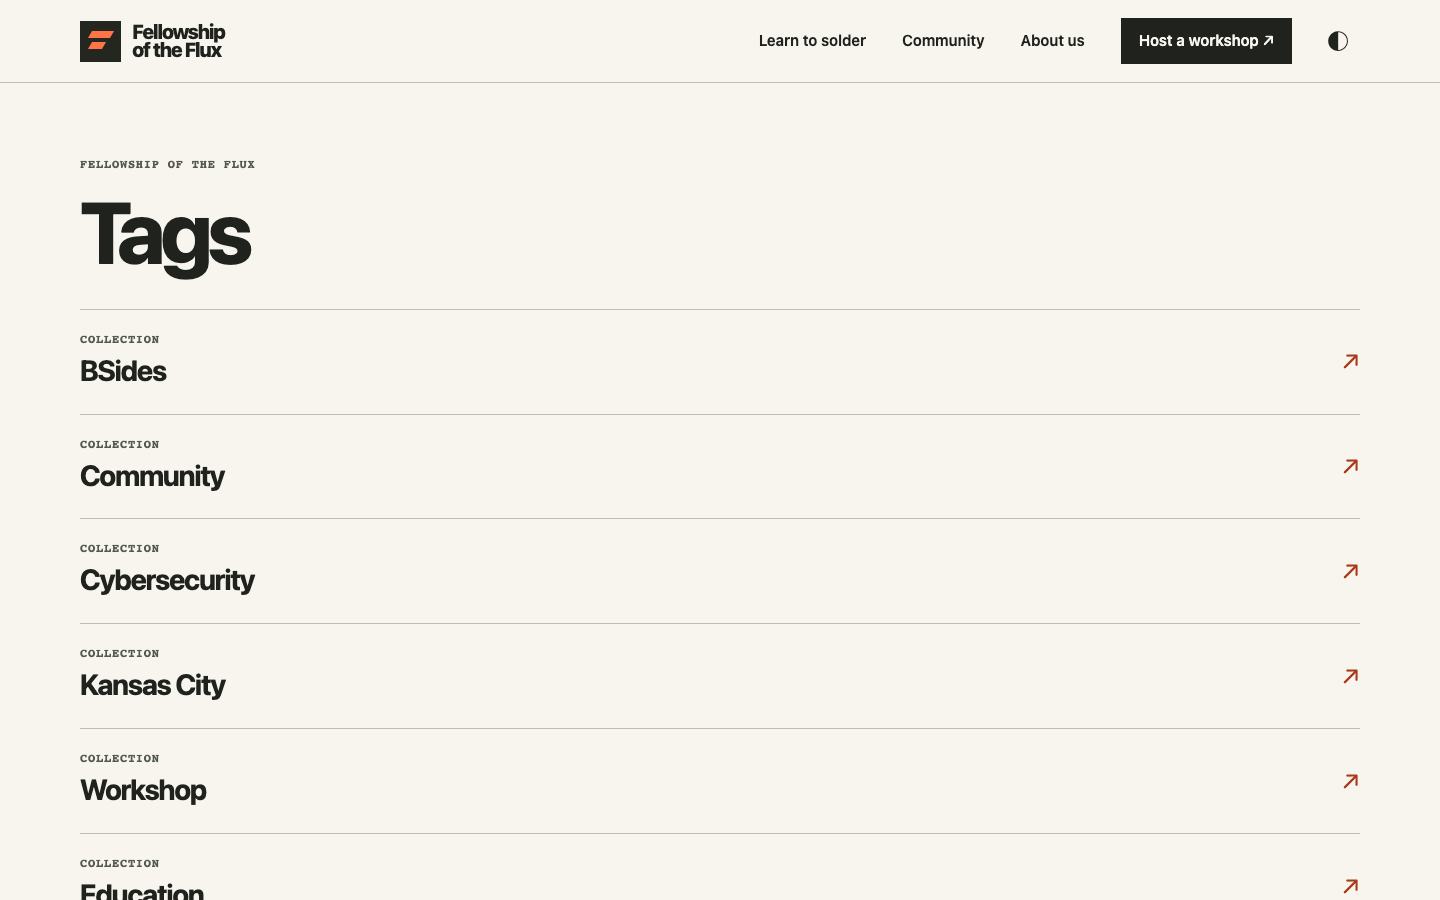 Fellowship
of the Flux
Learn to solder
Community
About us
Host a workshop ↗
FELLOWSHIP OF THE FLUX
Tags
COLLECTION
BSides
COLLECTION
Community
COLLECTION
Cybersecurity
COLLECTION
Kansas City
COLLECTION
Workshop
COLLECTION
Education